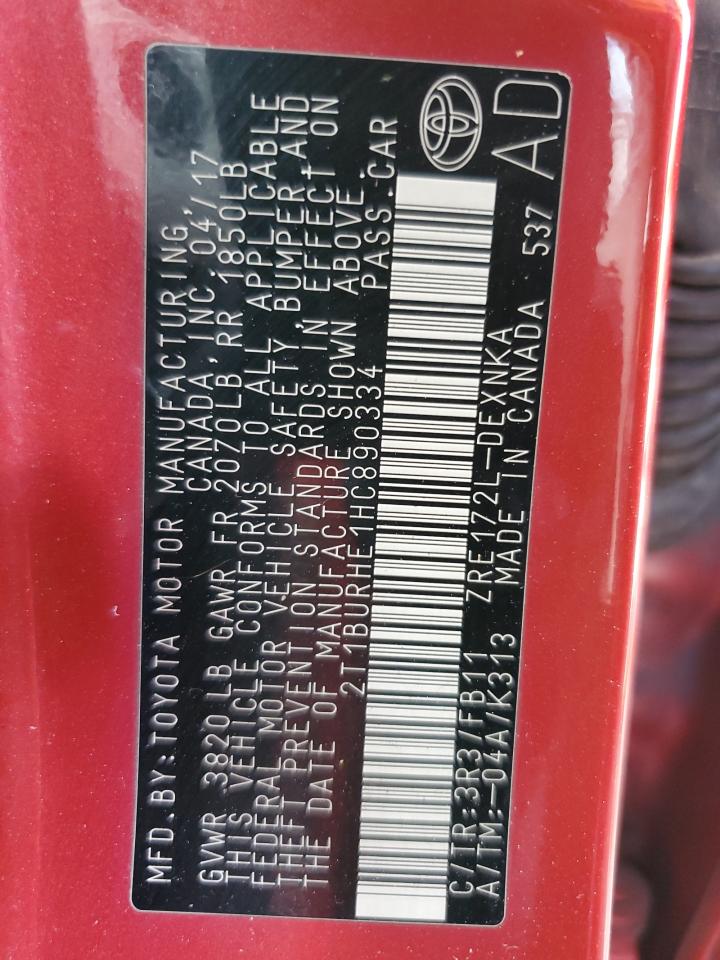 MFD.BY:TOYOTA MOTOR MANUFACTURING
CANADA, INC. 04/17
GVWR 3820LB GAWR FR 2070LB, RR 1850LB
THIS VEHICLE CONFORMS TO ALL APPLICABLE
FEDERAL MOTOR VEHICLE SAFETY, BUMPER, AND
THEFT PREVENTION STANDARDS IN EFFECT ON
THE DATE OF MANUFACTURE SHOWN ABOVE.
2T1BURHE1HC890334 PASS.CAR
C/TR:3R3/FB11 ZRE172L-DEXNKA
A/TM:-04A/K313 MADE IN CANADA 537 AD